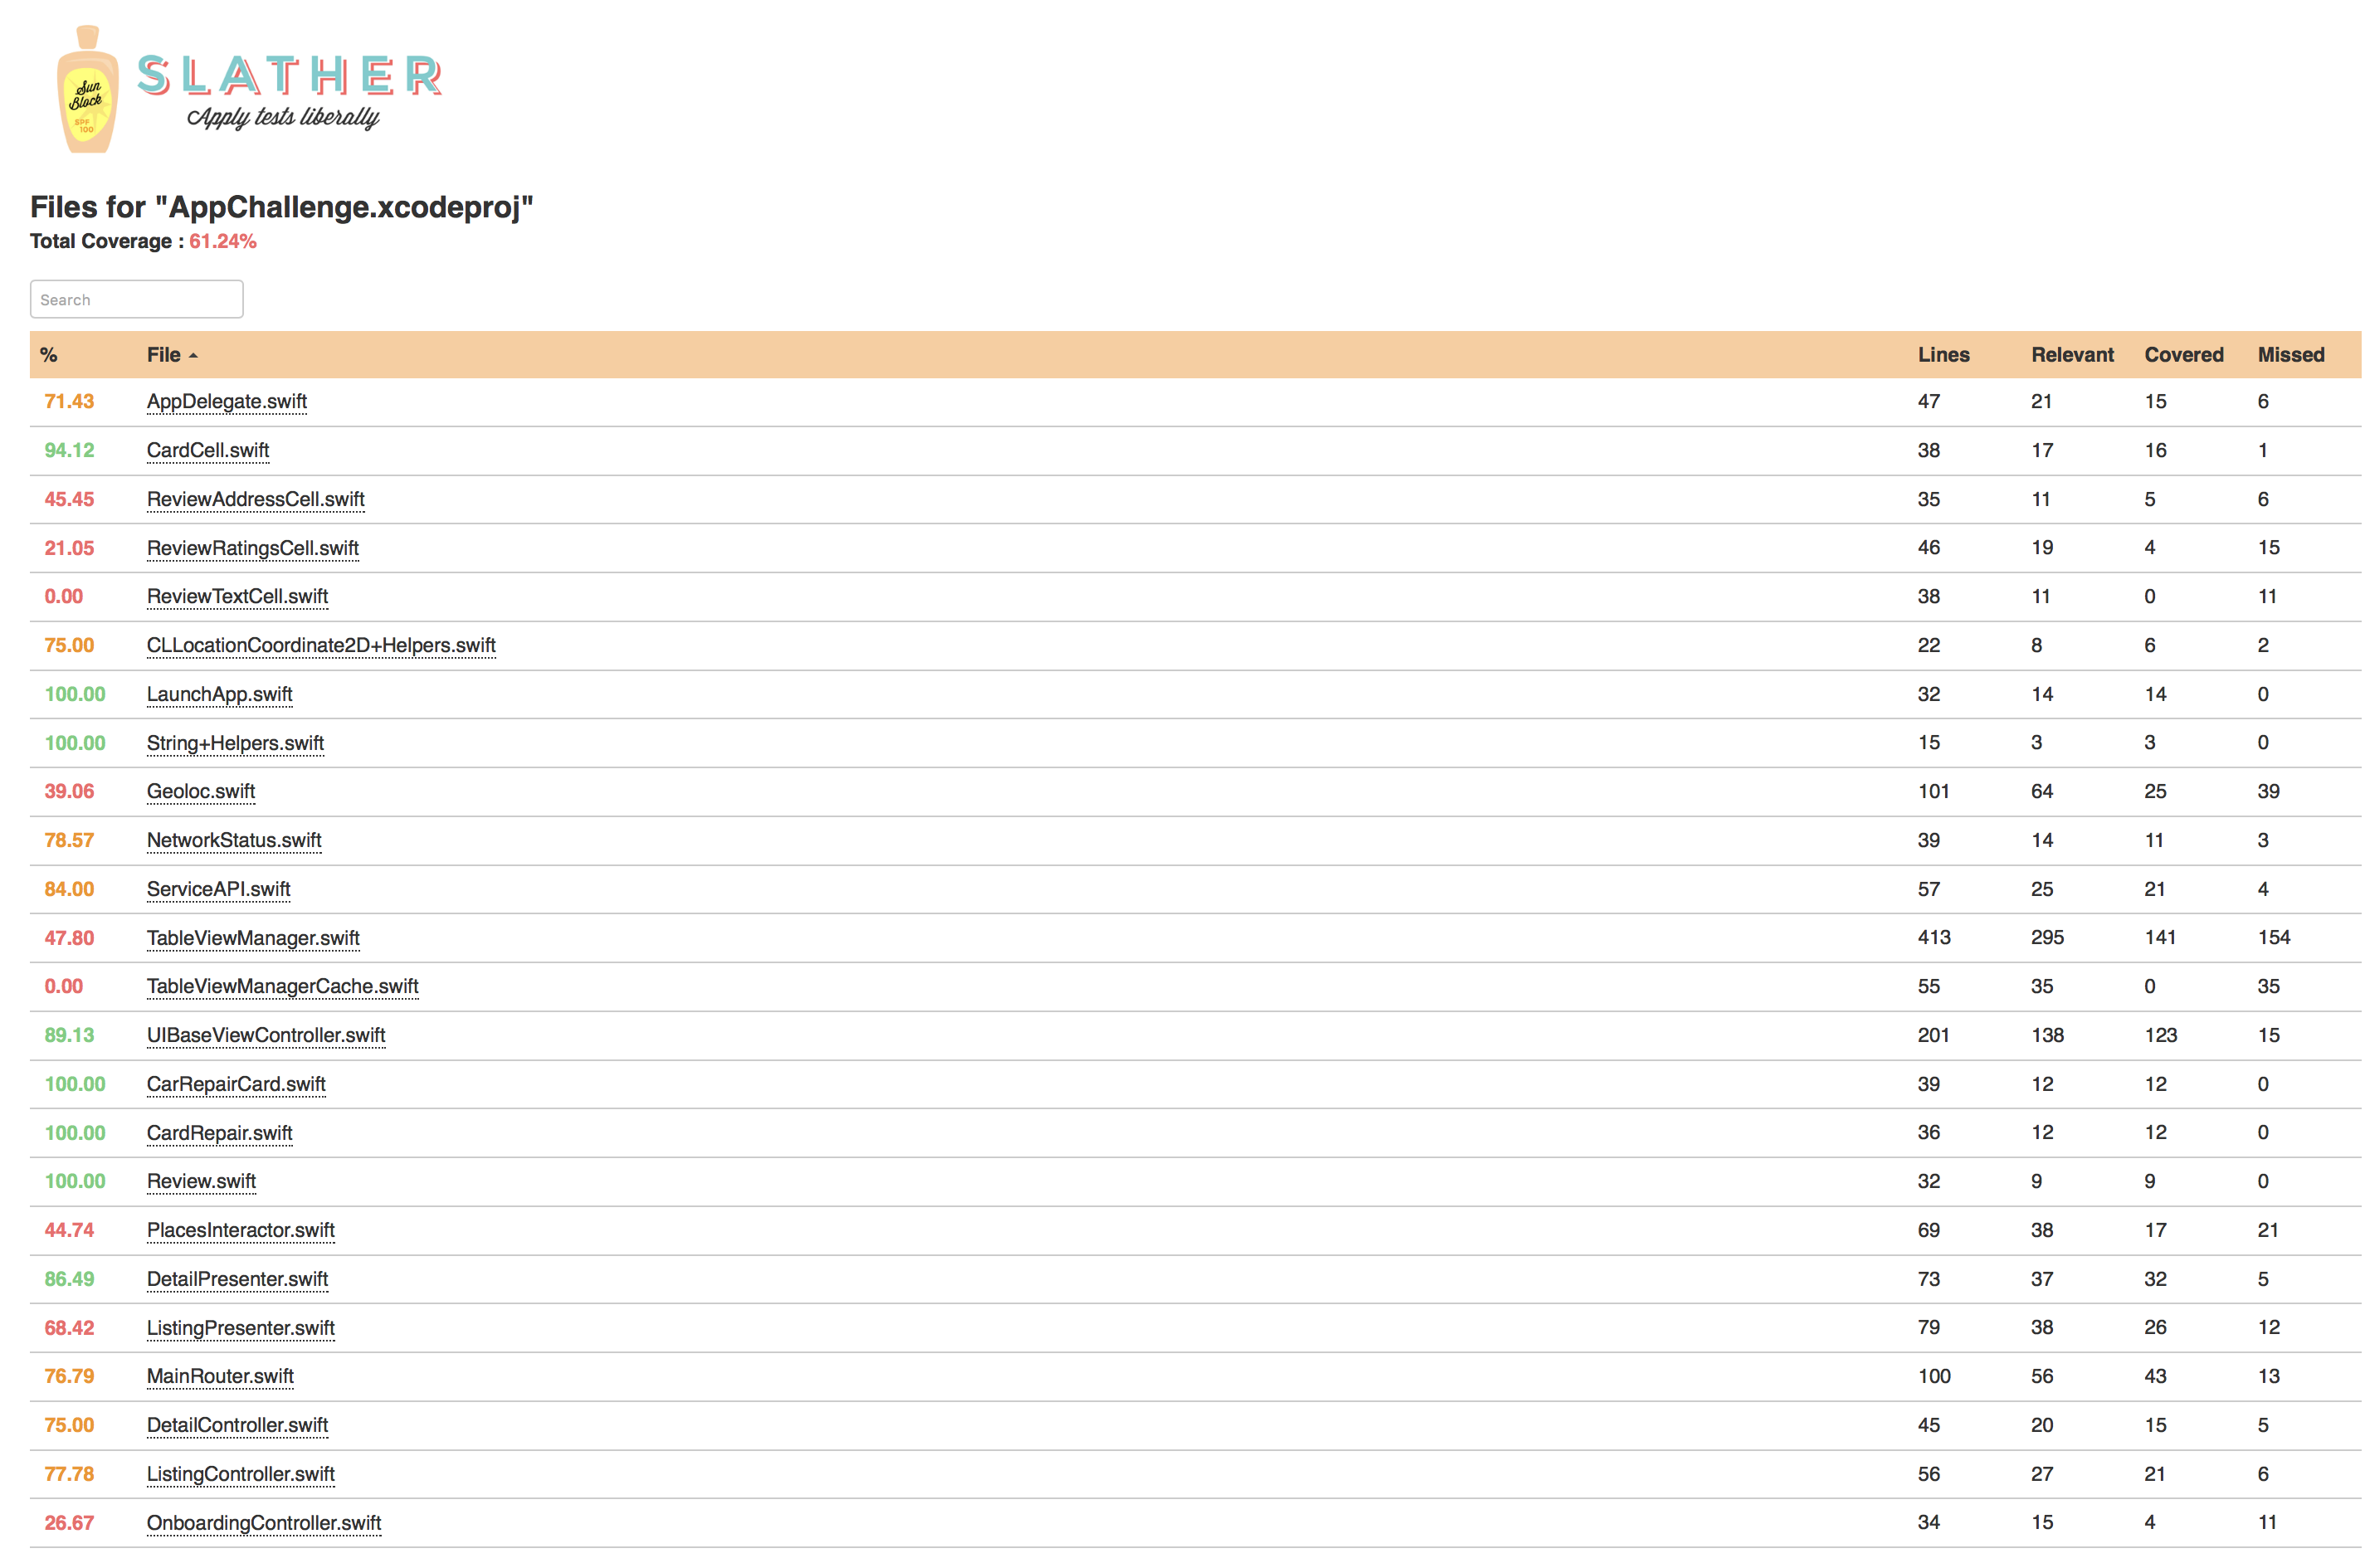 Sun
Block
SPF
100
SLATHER
Apply tests liberally
Files for "AppChallenge.xcodeproj"
Total Coverage : 61.24%
Search
% File Lines Relevant Covered Missed
71.43 AppDelegate.swift 47 21 15 6
94.12 CardCell.swift 38 17 16 1
45.45 ReviewAddressCell.swift 35 11 5 6
21.05 ReviewRatingsCell.swift 46 19 4 15
0.00 ReviewTextCell.swift 38 11 0 11
75.00 CLLocationCoordinate2D+Helpers.swift 22 8 6 2
100.00 LaunchApp.swift 32 14 14 0
100.00 String+Helpers.swift 15 3 3 0
39.06 Geoloc.swift 101 64 25 39
78.57 NetworkStatus.swift 39 14 11 3
84.00 ServiceAPI.swift 57 25 21 4
47.80 TableViewManager.swift 413 295 141 154
0.00 TableViewManagerCache.swift 55 35 0 35
89.13 UIBaseViewController.swift 201 138 123 15
100.00 CarRepairCard.swift 39 12 12 0
100.00 CardRepair.swift 36 12 12 0
100.00 Review.swift 32 9 9 0
44.74 PlacesInteractor.swift 69 38 17 21
86.49 DetailPresenter.swift 73 37 32 5
68.42 ListingPresenter.swift 79 38 26 12
76.79 MainRouter.swift 100 56 43 13
75.00 DetailController.swift 45 20 15 5
77.78 ListingController.swift 56 27 21 6
26.67 OnboardingController.swift 34 15 4 11